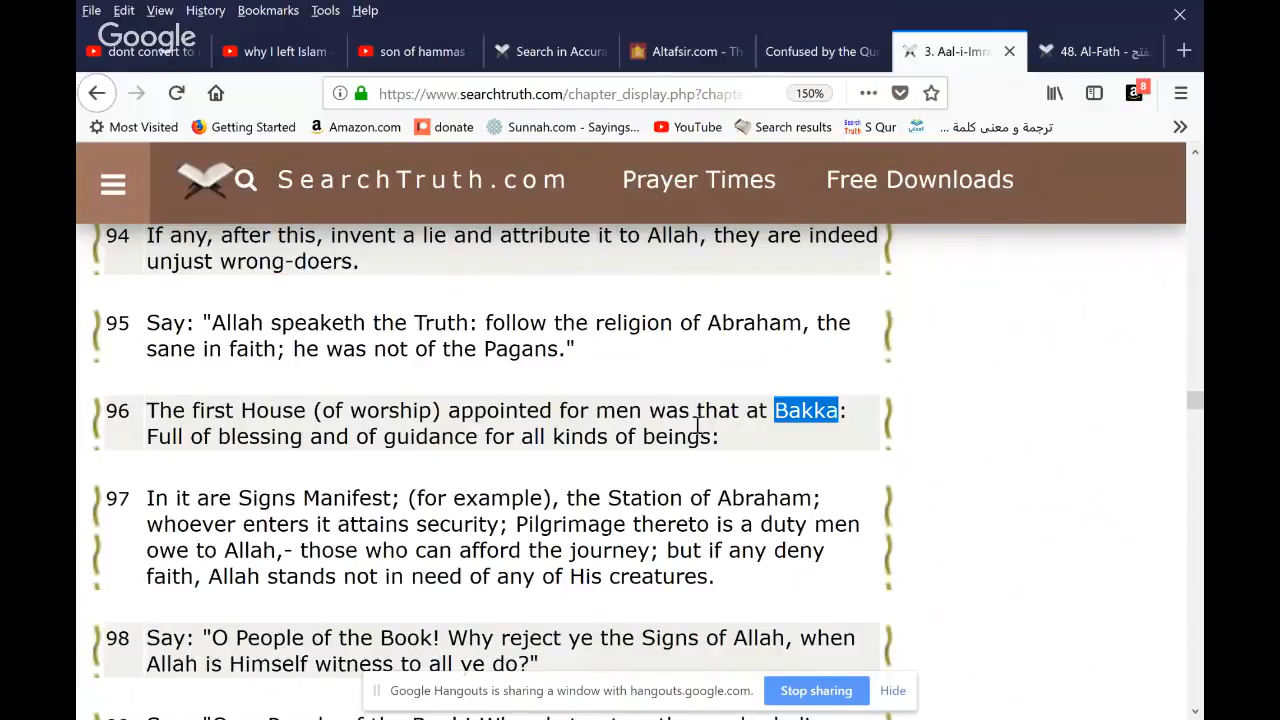 File Edit View History Bookmarks Tools Help
Google
dont convert to
why I left Islam
son of hammas
Search in Accura
Altafsir.com - Th
Confused by the Qu
3. Aal-i-Imra
48. Al-Fath - الفتح
https://www.searchtruth.com/chapter_display.php?chapte
150%
8
Most Visited Getting Started Amazon.com donate Sunnah.com - Sayings... YouTube Search results S Qur ترجمة و معنى كلمة ...
SearchTruth.com Prayer Times Free Downloads
94 If any, after this, invent a lie and attribute it to Allah, they are indeed
unjust wrong-doers.
95 Say: "Allah speaketh the Truth: follow the religion of Abraham, the
sane in faith; he was not of the Pagans."
96 The first House (of worship) appointed for men was that at Bakka:
Full of blessing and of guidance for all kinds of beings:
97 In it are Signs Manifest; (for example), the Station of Abraham;
whoever enters it attains security; Pilgrimage thereto is a duty men
owe to Allah,- those who can afford the journey; but if any deny
faith, Allah stands not in need of any of His creatures.
98 Say: "O People of the Book! Why reject ye the Signs of Allah, when
Allah is Himself witness to all ye do?"
Google Hangouts is sharing a window with hangouts.google.com. Stop sharing Hide